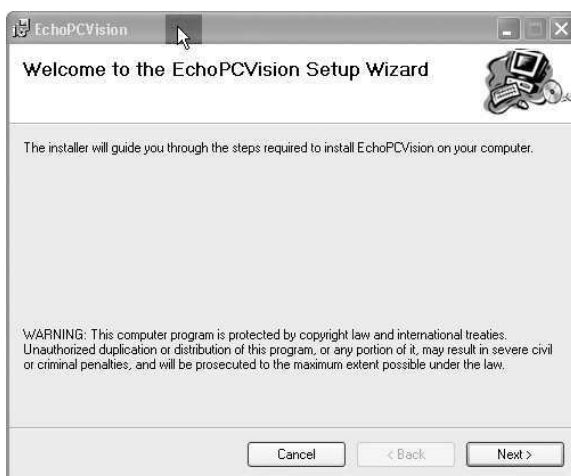 EchoPCVision
Welcome to the EchoPCVision Setup Wizard
The installer will guide you through the steps required to install EchoPCVision on your computer.
WARNING: This computer program is protected by copyright law and international treaties.
Unauthorized duplication or distribution of this program, or any portion of it, may result in severe civil
or criminal penalties, and will be prosecuted to the maximum extent possible under the law.
Cancel
< Back
Next >